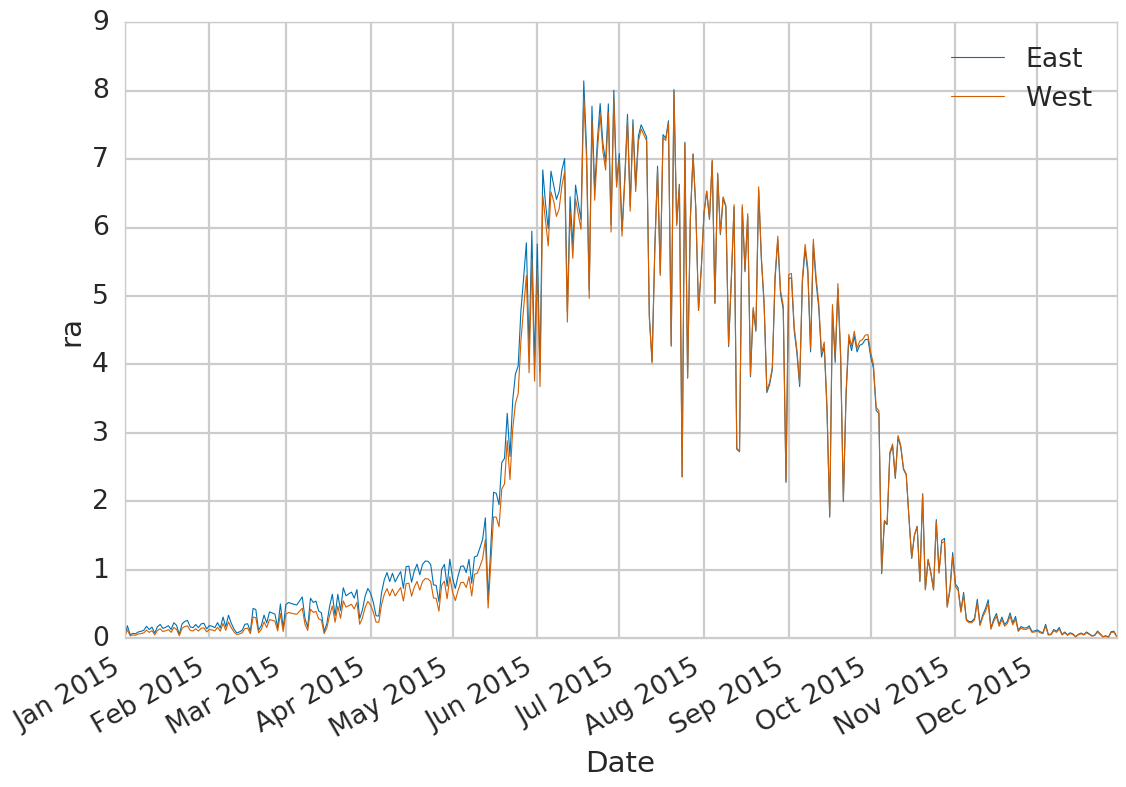 9
8
7
6
5
4
3
2
1
0
ra
East
West
Jan 2015
Feb 2015
Mar 2015
Apr 2015
May 2015
Jun 2015
Jul 2015
Aug 2015
Sep 2015
Oct 2015
Nov 2015
Dec 2015
Date